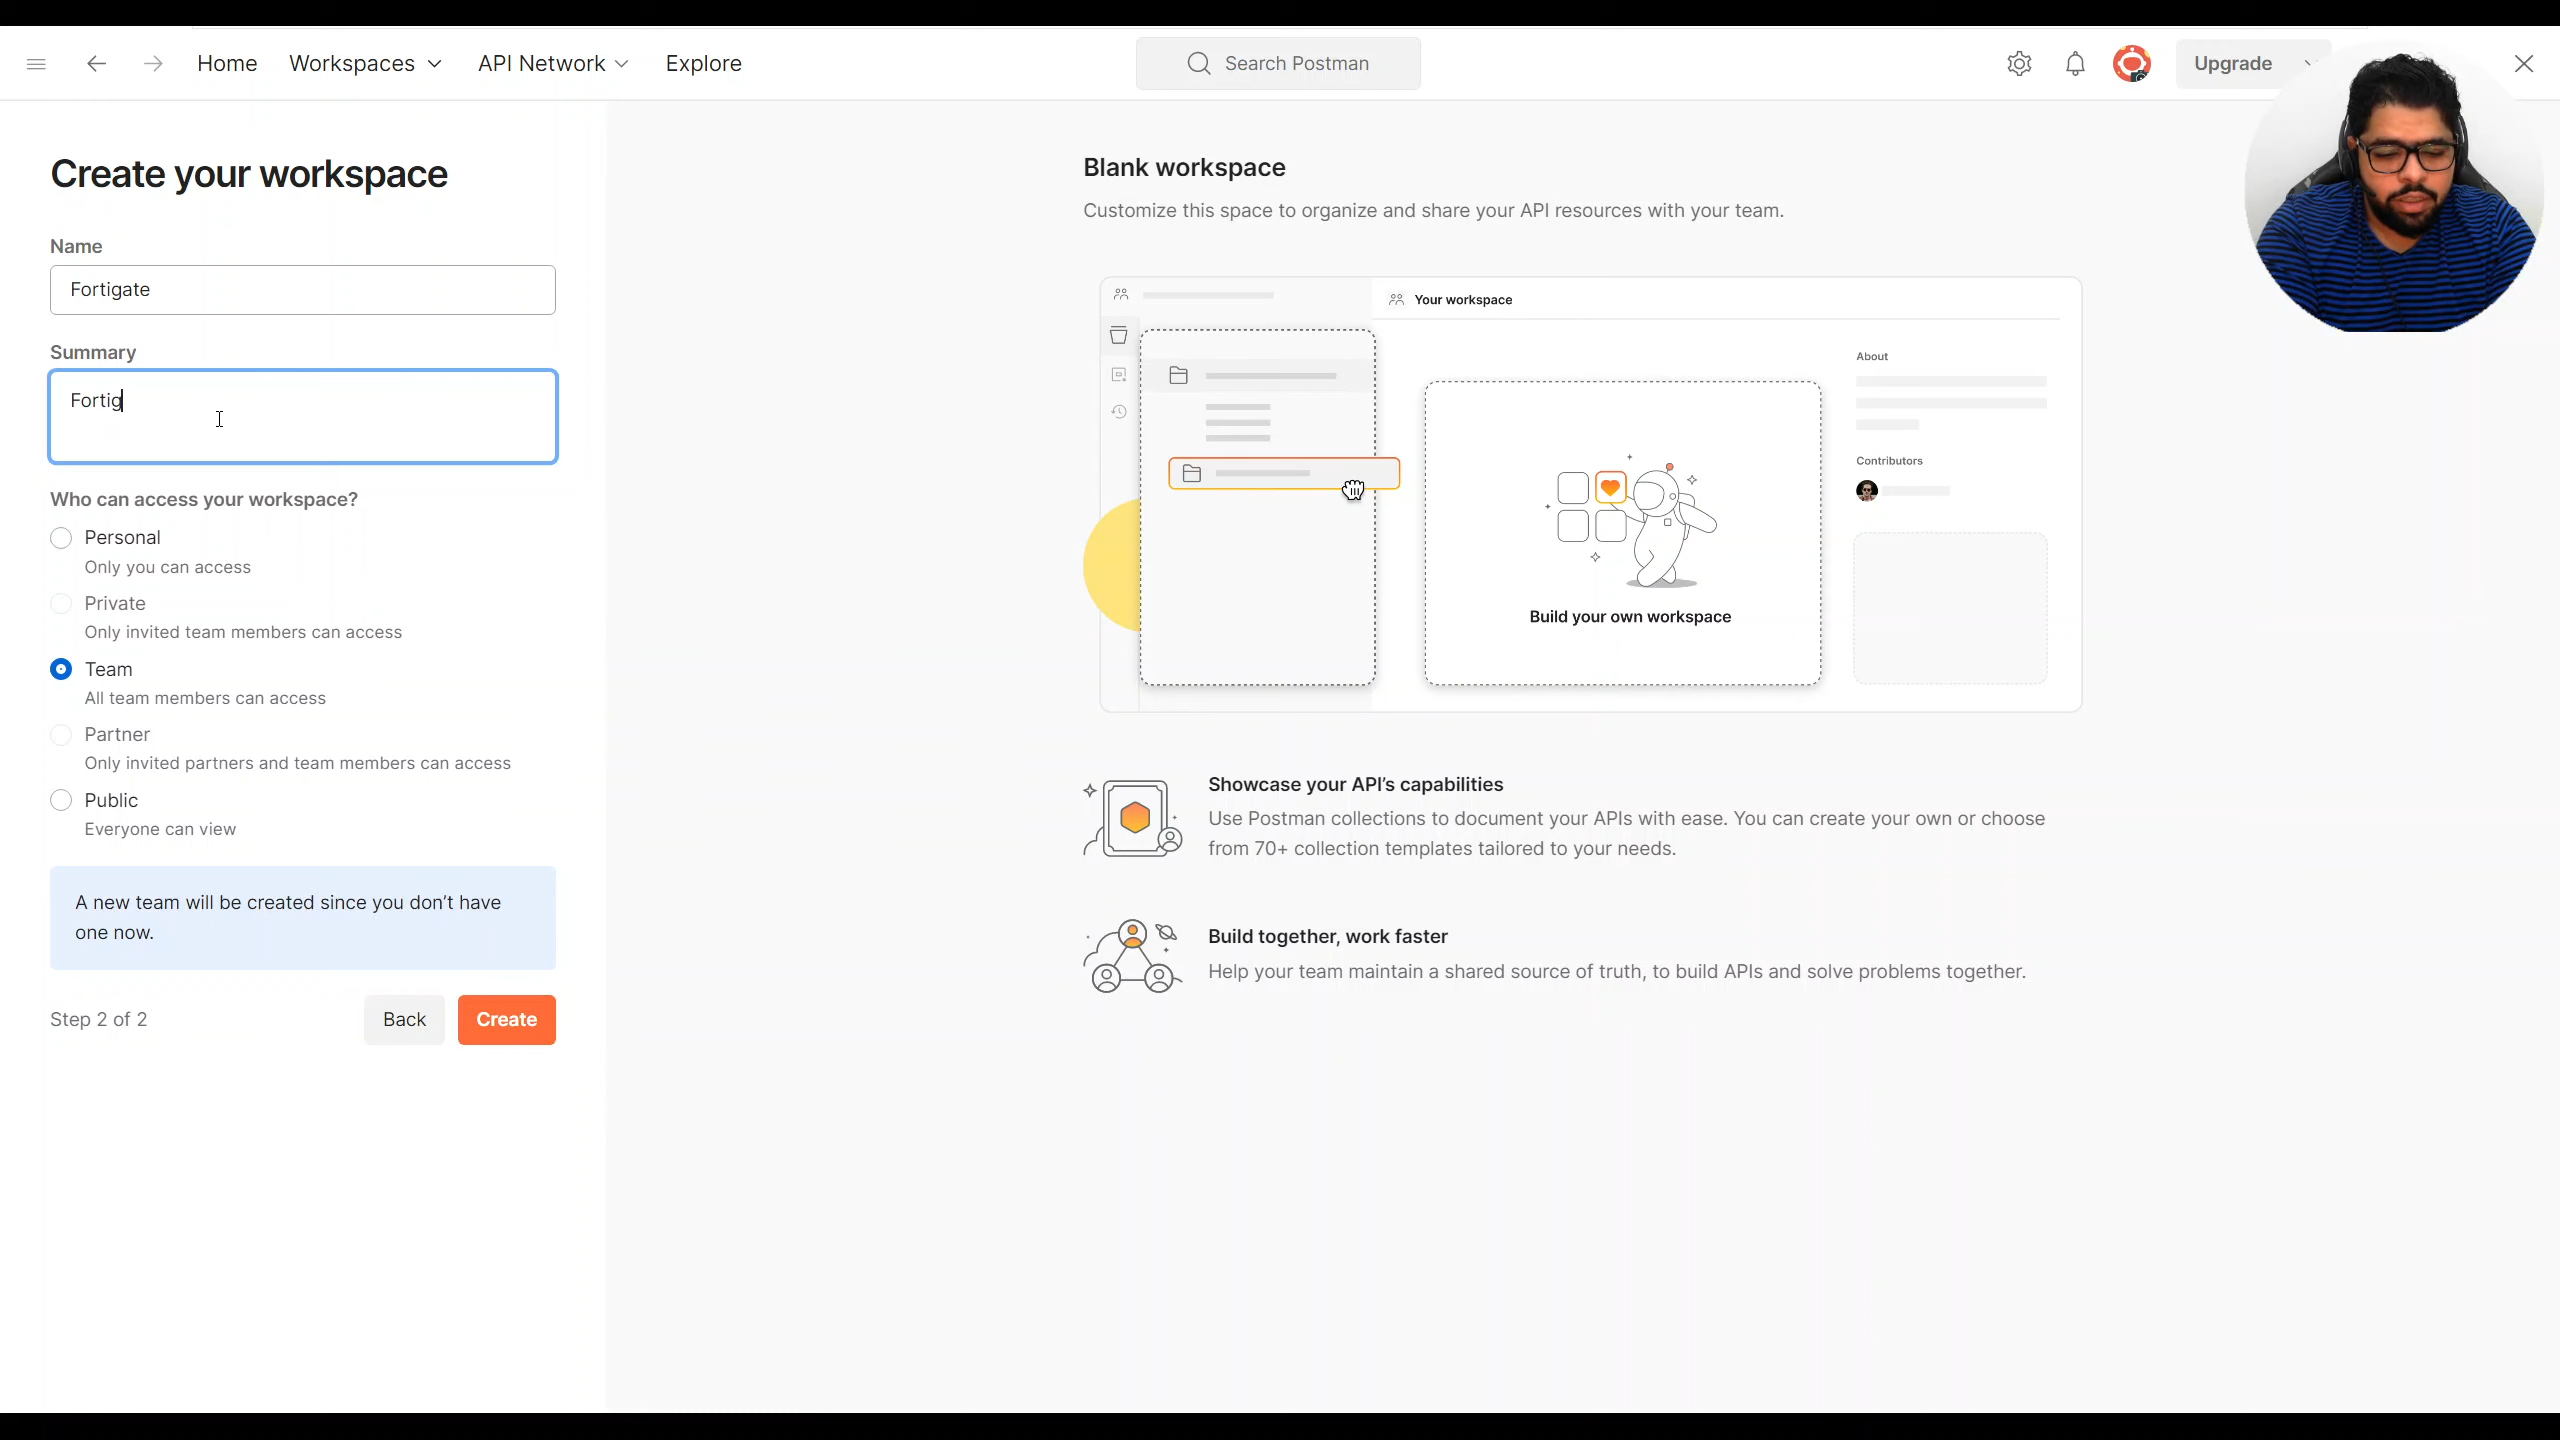 Home
Workspaces
API Network
Explore
Search Postman
Upgrade
Create your workspace
Name
Fortigate
Summary
Fortig
Who can access your workspace?
Personal
Only you can access
Private
Only invited team members can access
Team
All team members can access
Partner
Only invited partners and team members can access
Public
Everyone can view
A new team will be created since you don’t have
one now.
Step 2 of 2
Back
Create
Blank workspace
Customize this space to organize and share your API resources with your team.
Your workspace
About
Contributors
Build your own workspace
Showcase your API’s capabilities
Use Postman collections to document your APIs with ease. You can create your own or choose
from 70+ collection templates tailored to your needs.
Build together, work faster
Help your team maintain a shared source of truth, to build APIs and solve problems together.